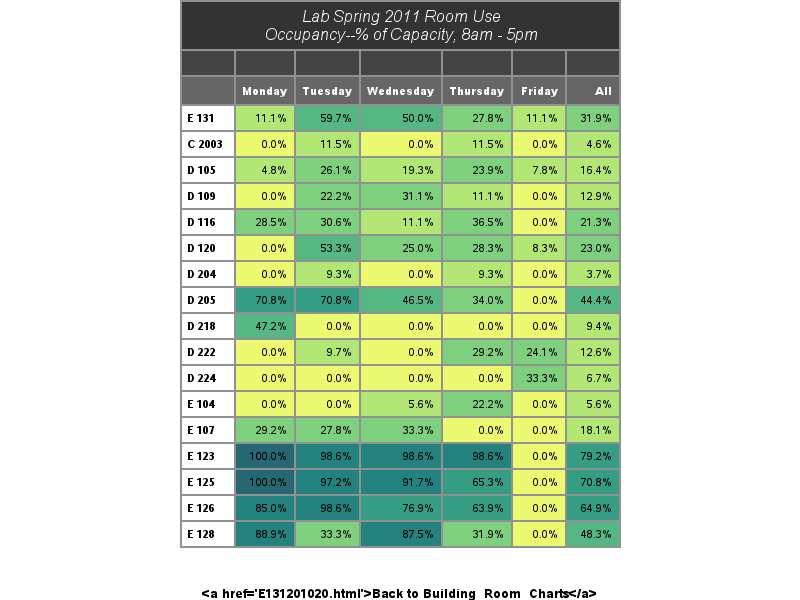 Lab Spring 2011 Room Use
Occupancy--% of Capacity, 8am - 5pm
Monday Tuesday Wednesday Thursday Friday All
E 131 11.1% 59.7% 50.0% 27.8% 11.1% 31.9%
C 2003 0.0% 11.5% 0.0% 11.5% 0.0% 4.6%
D 105 4.8% 26.1% 19.3% 23.9% 7.8% 16.4%
D 109 0.0% 22.2% 31.1% 11.1% 0.0% 12.9%
D 116 28.5% 30.6% 11.1% 36.5% 0.0% 21.3%
D 120 0.0% 53.3% 25.0% 28.3% 8.3% 23.0%
D 204 0.0% 9.3% 0.0% 9.3% 0.0% 3.7%
D 205 70.8% 70.8% 46.5% 34.0% 0.0% 44.4%
D 218 47.2% 0.0% 0.0% 0.0% 0.0% 9.4%
D 222 0.0% 9.7% 0.0% 29.2% 24.1% 12.6%
D 224 0.0% 0.0% 0.0% 0.0% 33.3% 6.7%
E 104 0.0% 0.0% 5.6% 22.2% 0.0% 5.6%
E 107 29.2% 27.8% 33.3% 0.0% 0.0% 18.1%
E 123 100.0% 98.6% 98.6% 98.6% 0.0% 79.2%
E 125 100.0% 97.2% 91.7% 65.3% 0.0% 70.8%
E 126 85.0% 98.6% 76.9% 63.9% 0.0% 64.9%
E 128 88.9% 33.3% 87.5% 31.9% 0.0% 48.3%
<a href='E131201020.html'>Back to Building_Room_Charts</a>